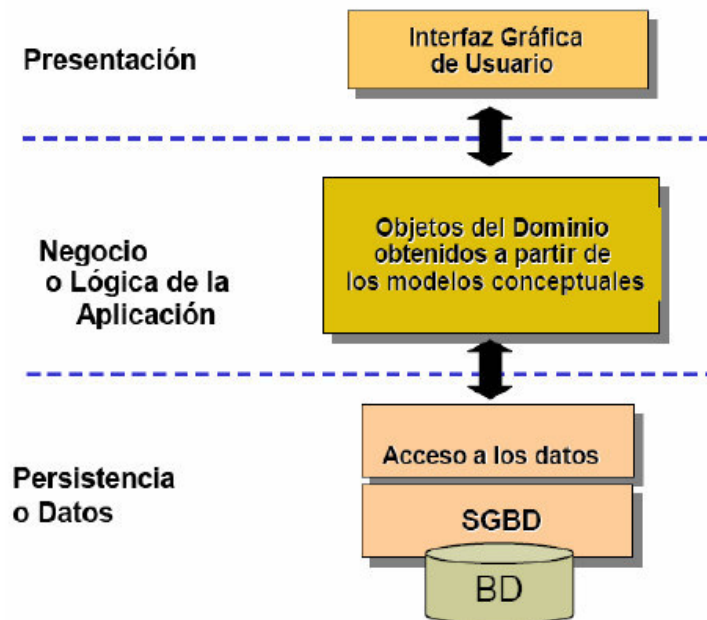 Presentación
Interfaz Gráfica
de Usuario
Negocio
o Lógica de la
Aplicación
Objetos del Dominio
obtenidos a partir de
los modelos conceptuales
Persistencia
o Datos
Acceso a los datos
SGBD
BD